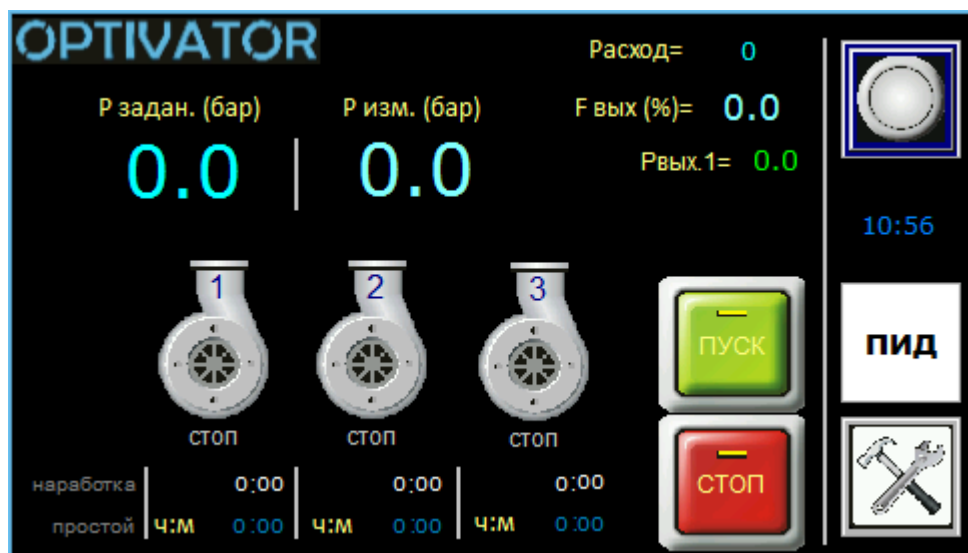 OPTIVATOR
Расход= 0
Р задан. (бар) Р изм. (бар) F вых (%)= 0.0
0.0 0.0
Рвых.1= 0.0
10:56
1 2 3
ПУСК
ПИД
стоп стоп стоп
СТОП
наработка 0:00 0:00 0:00
простой ч:м 0:00 ч:м 0:00 ч:м 0:00